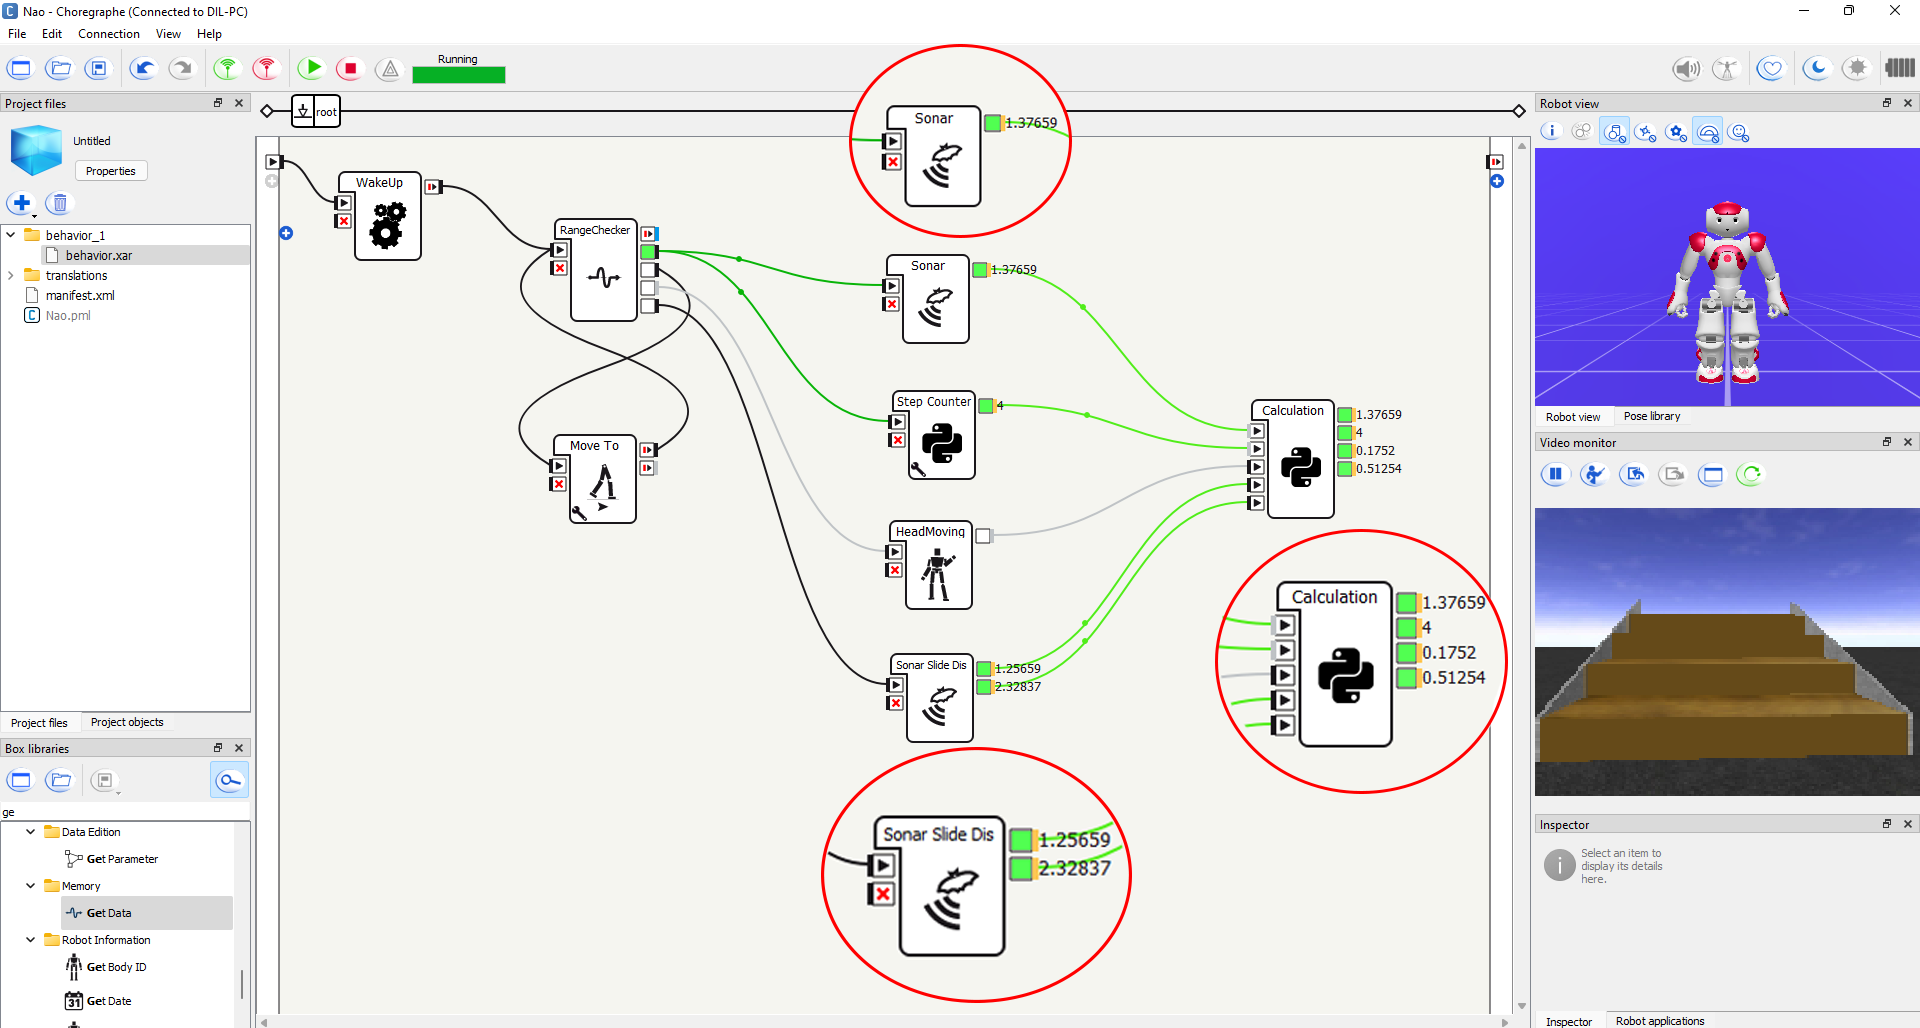 Nao - Choregraphe (Connected to DIL-PC)
File Edit Connection View Help
Running
Project files
Untitled
Properties
behavior_1
behavior.xar
translations
manifest.xml
Nao.pml
Project files Project objects
Box libraries
ge
Data Edition
Get Parameter
Memory
Get Data
Robot Information
Get Body ID
31 Get Date
root
WakeUp
RangeChecker
Move To
Sonar
1.37659
Sonar
1.37659
Step Counter
4
HeadMoving
Sonar Slide Dis
1.25659
2.32837
Sonar Slide Dis
1.25659
2.32837
Calculation
1.37659
4
0.1752
0.51254
Calculation
1.37659
4
0.1752
0.51254
Robot view
Robot view Pose library
Video monitor
Inspector
Select an item to
display its details
here.
Inspector Robot applications